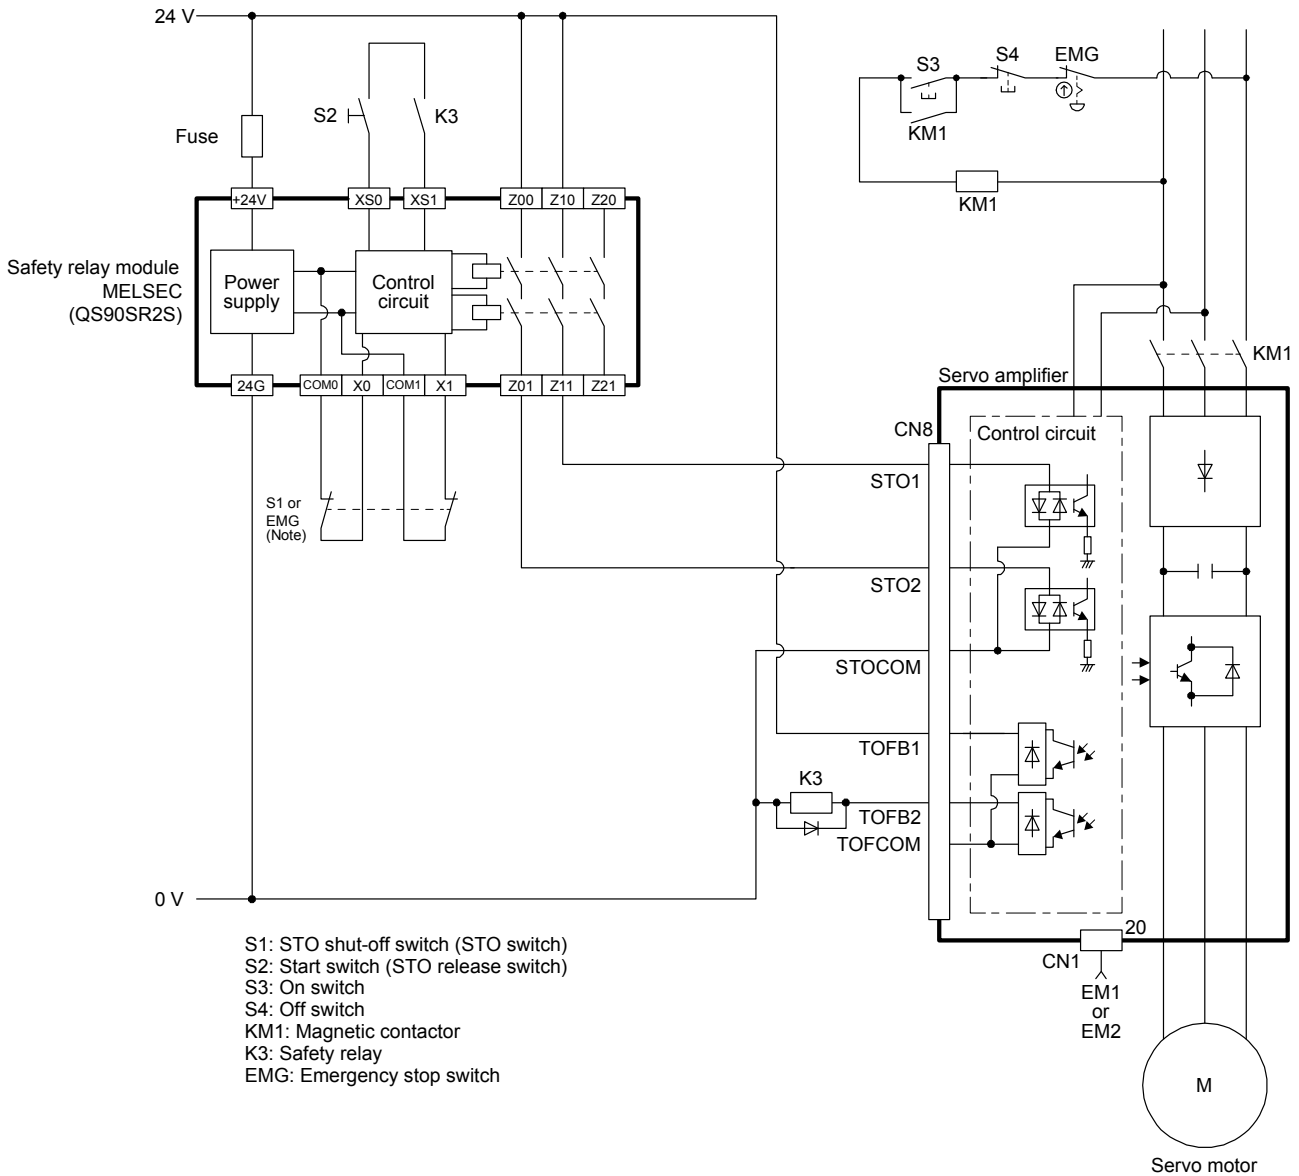 24 V
S3
S4
EMG
S2
K3
KM1
Fuse
KM1
+24V
XS0
XS1
Z00
Z10
Z20
Safety relay module
MELSEC
(QS90SR2S)
Power
supply
Control
circuit
KM1
24G
COM0
X0
COM1
X1
Z01
Z11
Z21
Servo amplifier
CN8
Control circuit
STO1
S1 or
EMG
(Note)
STO2
STOCOM
TOFB1
K3
TOFB2
TOFCOM
0 V
20
CN1
EM1
or
EM2
S1: STO shut-off switch (STO switch)
S2: Start switch (STO release switch)
S3: On switch
S4: Off switch
KM1: Magnetic contactor
K3: Safety relay
EMG: Emergency stop switch
M
Servo motor